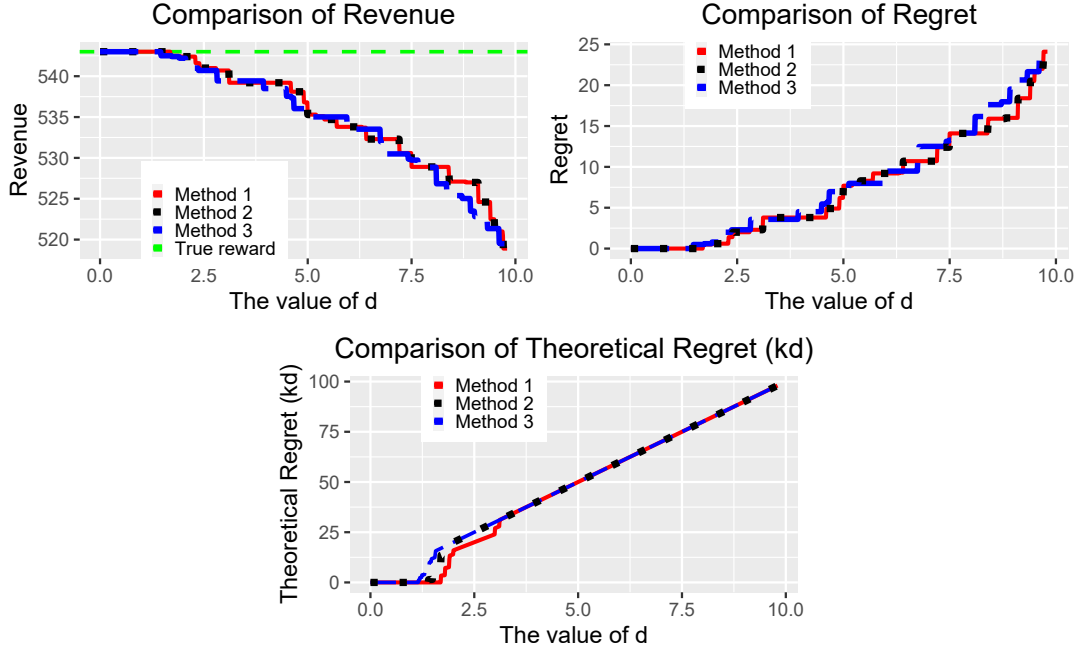 Comparison of Revenue
Revenue
540
535
530
525
520
Method 1
Method 2
Method 3
True reward
0.0 2.5 5.0 7.5 10.0
The value of d
Comparison of Regret
Regret
25
20
15
10
5
0
Method 1
Method 2
Method 3
0.0 2.5 5.0 7.5 10.0
The value of d
Comparison of Theoretical Regret (kd)
Theoretical Regret (kd)
100
75
50
25
0
Method 1
Method 2
Method 3
0.0 2.5 5.0 7.5 10.0
The value of d